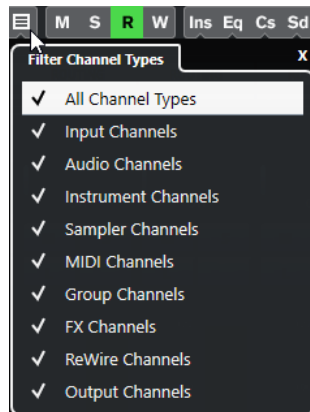 M S R W Ins Eq Cs Sd
Filter Channel Types X
All Channel Types
Input Channels
Audio Channels
Instrument Channels
Sampler Channels
MIDI Channels
Group Channels
FX Channels
ReWire Channels
Output Channels